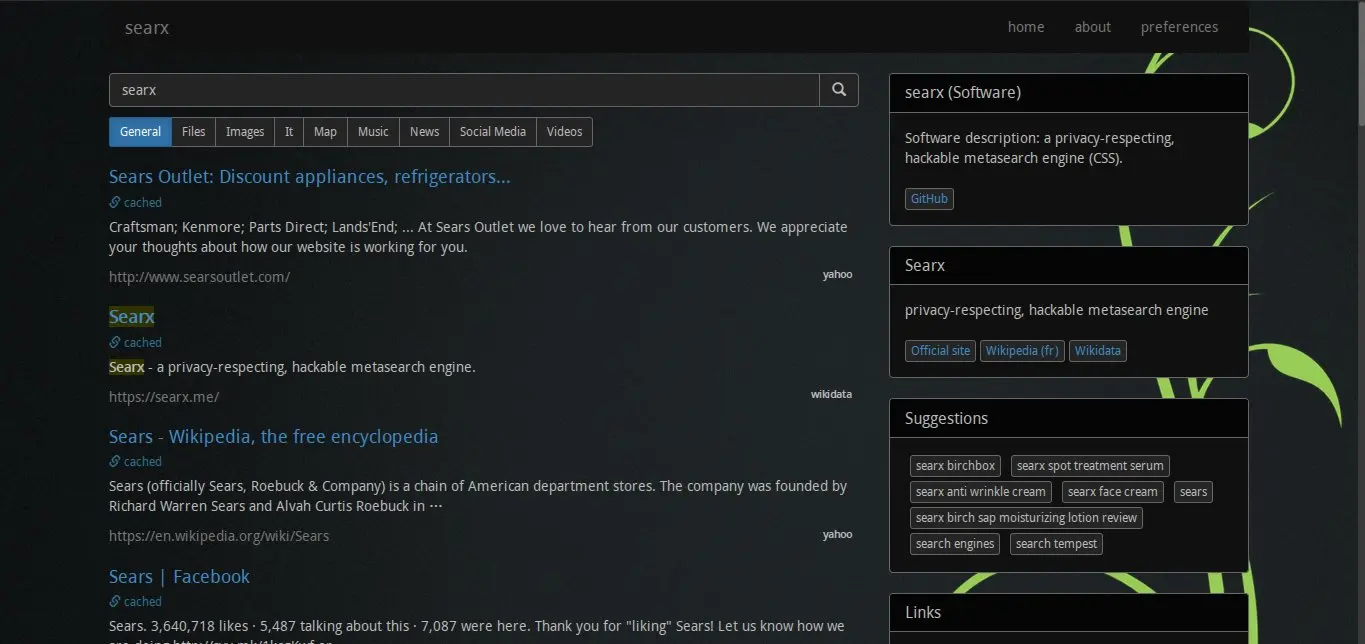 searx
home about preferences
searx
General Files Images It Map Music News Social Media Videos
Sears Outlet: Discount appliances, refrigerators...
cached
Craftsman; Kenmore; Parts Direct; Lands'End; ... At Sears Outlet we love to hear from our customers. We appreciate
your thoughts about how our website is working for you.
http://www.searsoutlet.com/
yahoo
Searx
cached
Searx - a privacy-respecting, hackable metasearch engine.
https://searx.me/
wikidata
Sears - Wikipedia, the free encyclopedia
cached
Sears (officially Sears, Roebuck & Company) is a chain of American department stores. The company was founded by
Richard Warren Sears and Alvah Curtis Roebuck in ···
https://en.wikipedia.org/wiki/Sears
yahoo
Sears | Facebook
cached
Sears. 3,640,718 likes · 5,487 talking about this · 7,087 were here. Thank you for "liking" Sears! Let us know how we
searx (Software)
Software description: a privacy-respecting,
hackable metasearch engine (CSS).
GitHub
Searx
privacy-respecting, hackable metasearch engine
Official site Wikipedia (fr) Wikidata
Suggestions
searx birchbox searx spot treatment serum
searx anti wrinkle cream searx face cream sears
searx birch sap moisturizing lotion review
search engines search tempest
Links